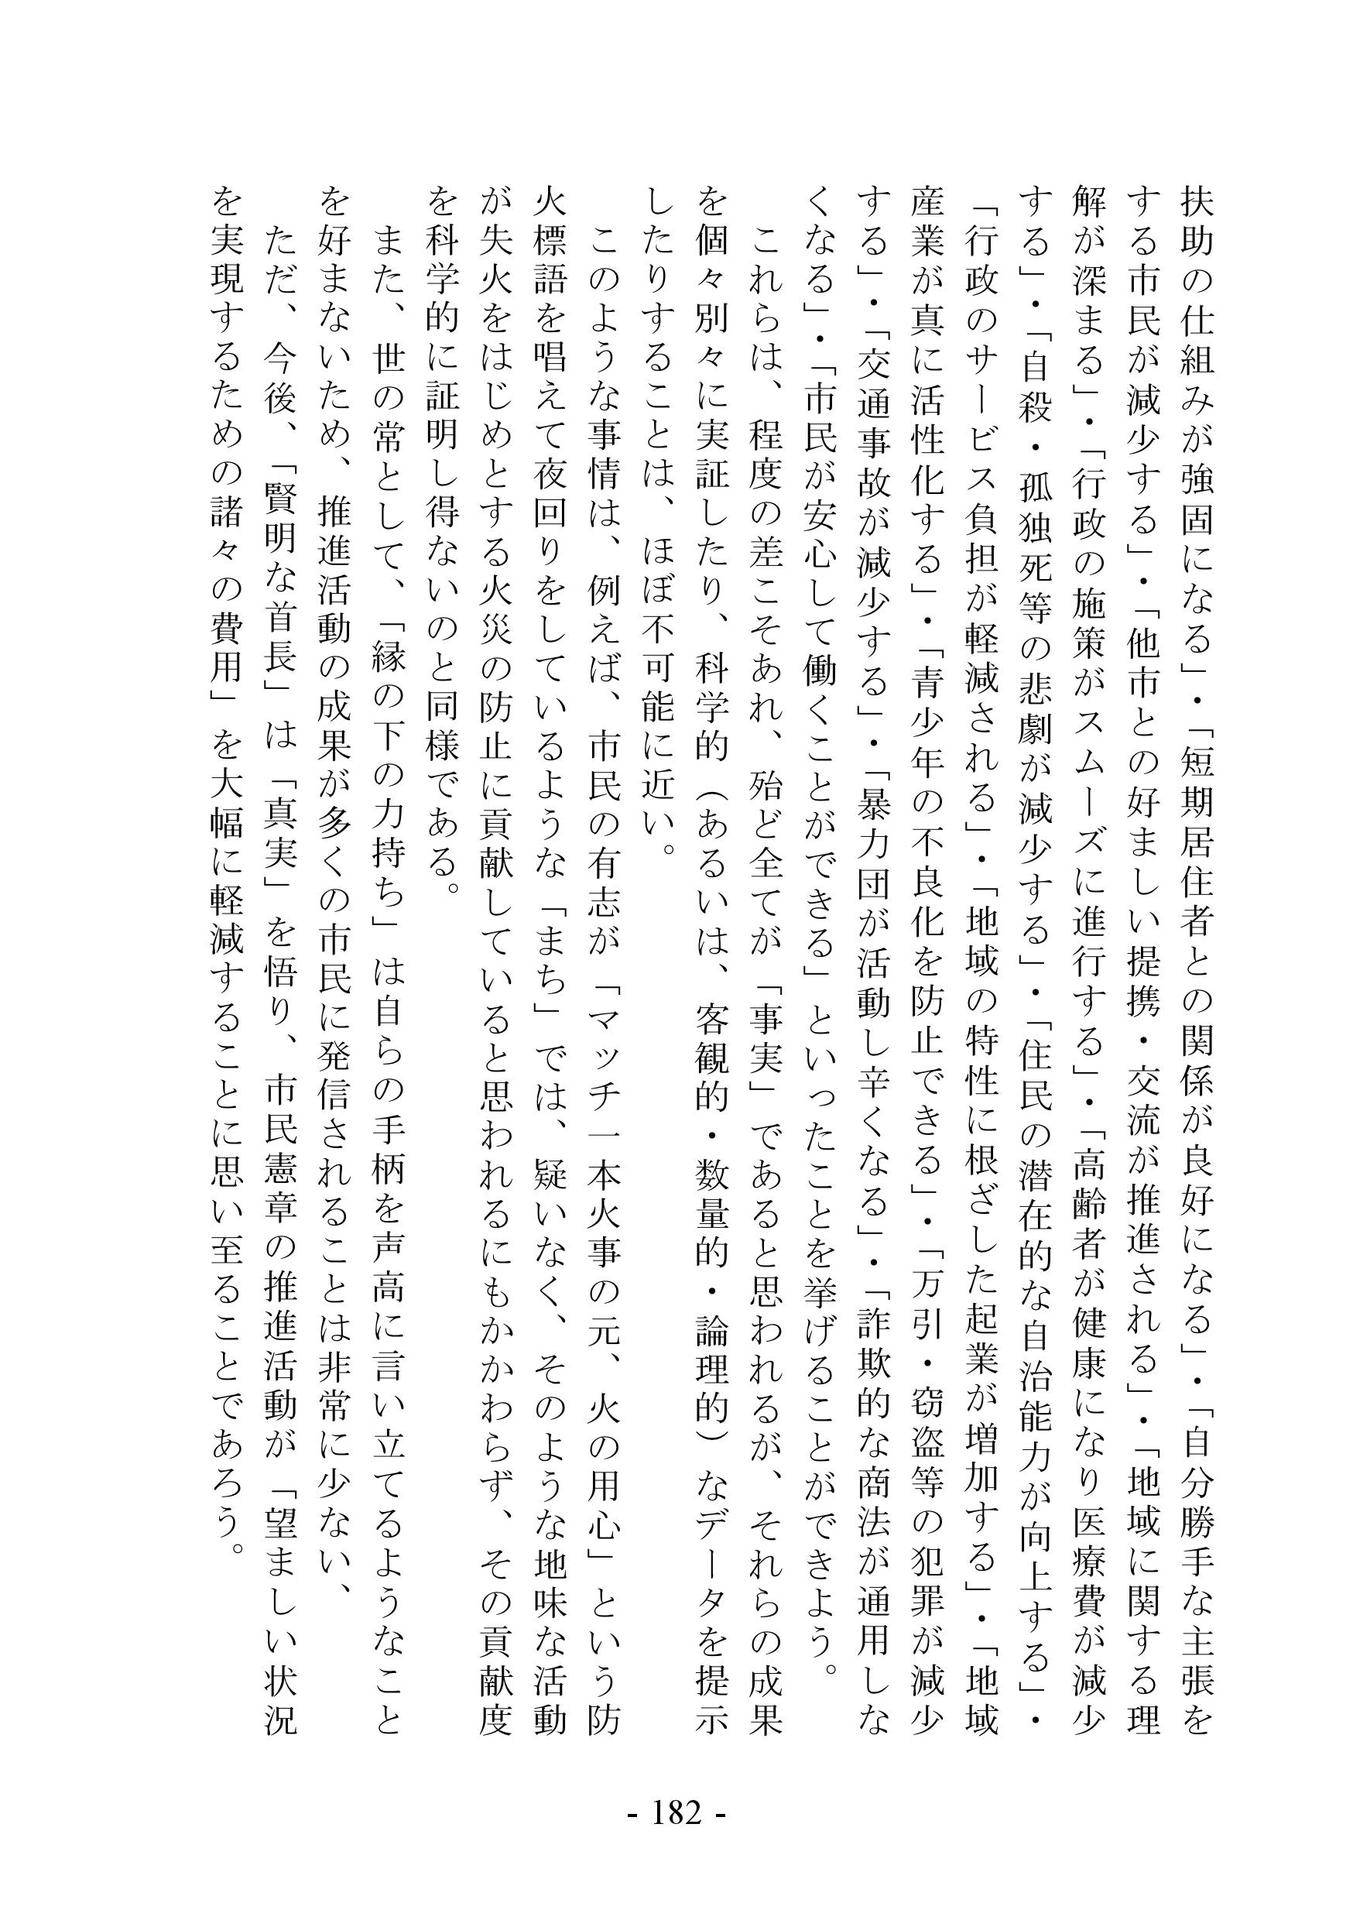 扶助の仕組みが強固になる」・「短期居住者との関係が良好になる」・「自分勝手な主張を
する市民が減少する」・「他市との好ましい提携・交流が推進される」・「地域に関する理
解が深まる」・「行政の施策がスムーズに進行する」・「高齢者が健康になり医療費が減少
する」・「自殺・孤独死等の悲劇が減少する」・「住民の潜在的な自治能力が向上する」・
「行政のサービス負担が軽減される」・「地域の特性に根ざした起業が増加する」・「地域
産業が真に活性化する」・「青少年の不良化を防止できる」・「万引・窃盗等の犯罪が減少
する」・「交通事故が減少する」・「暴力団が活動し辛くなる」・「詐欺的な商法が通用しな
くなる」・「市民が安心して働くことができる」といったことを挙げることができよう。
　これらは、程度の差こそあれ、殆ど全てが「事実」であると思われるが、それらの成果
を個々別々に実証したり、科学的（あるいは、客観的・数量的・論理的）なデータを提示
したりすることは、ほぼ不可能に近い。
　このような事情は、例えば、市民の有志が「マッチ一本火事の元、火の用心」という防
火標語を唱えて夜回りをしているような「まち」では、疑いなく、そのような地味な活動
が失火をはじめとする火災の防止に貢献していると思われるにもかかわらず、その貢献度
を科学的に証明し得ないのと同様である。
　また、世の常として、「縁の下の力持ち」は自らの手柄を声高に言い立てるようなこと
を好まないため、推進活動の成果が多くの市民に発信されることは非常に少ない、
　ただ、今後、「賢明な首長」は「真実」を悟り、市民憲章の推進活動が「望ましい状況
を実現するための諸々の費用」を大幅に軽減することに思い至ることであろう。
- 182 -